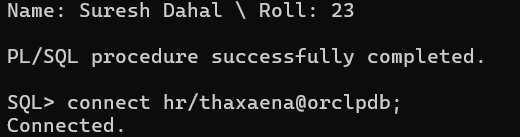 Name: Suresh Dahal \ Roll: 23
PL/SQL procedure successfully completed.
SQL> connect hr/thaxaena@orclpdb;
Connected.